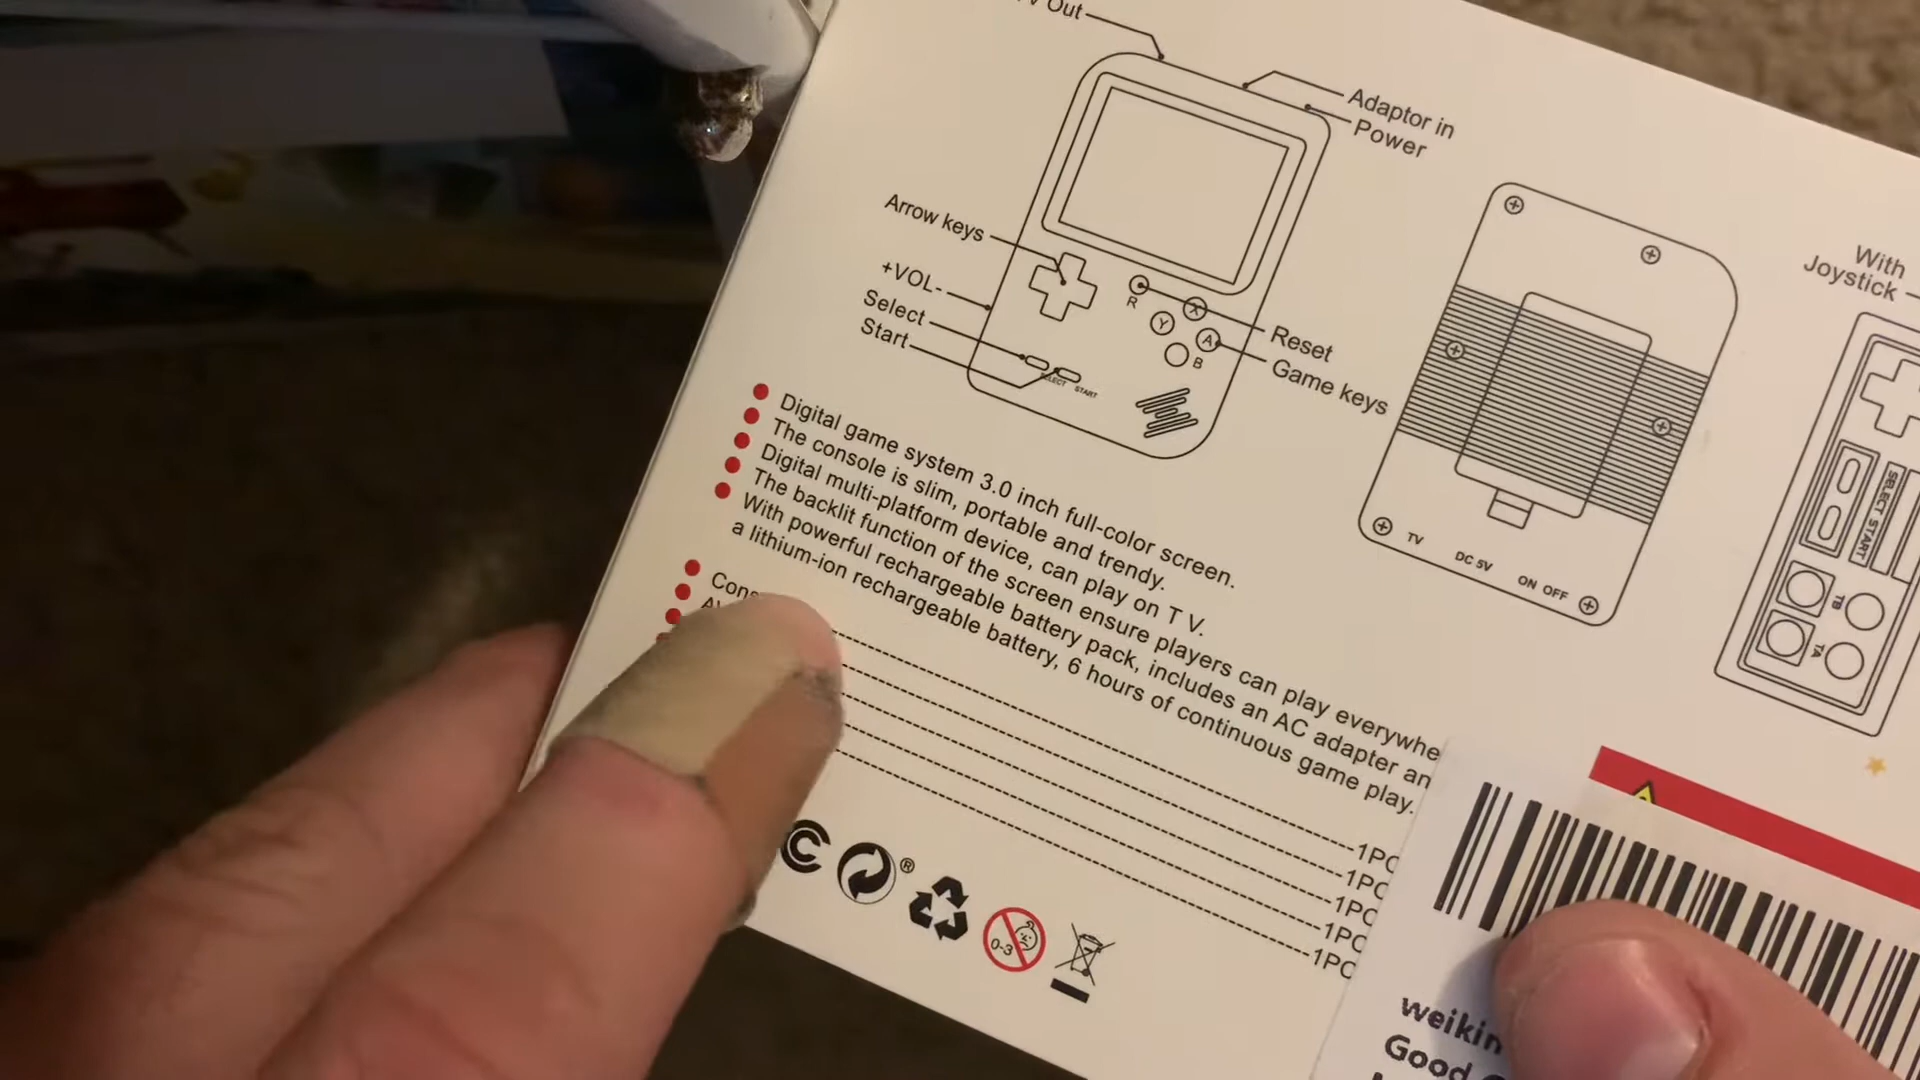 Out
Adaptor in
Power
Arrow keys
+VOL-
Select
Start
R
X
Y
A
B
SELECT
START
Reset
Game keys
TV
DC 5V
ON OFF
With
Joystick
SELECT START
TB
TA
Digital game system 3.0 inch full-color screen.
The console is slim, portable and trendy.
Digital multi-platform device, can play on T V.
The backlit function of the screen ensure players can play everywhe
With powerful rechargeable battery pack, includes an AC adapter an
a lithium-ion rechargeable battery, 6 hours of continuous game play.
Cons
1PC
1PC
1PC
1PC
1PC
®
0-3
weikin
Good